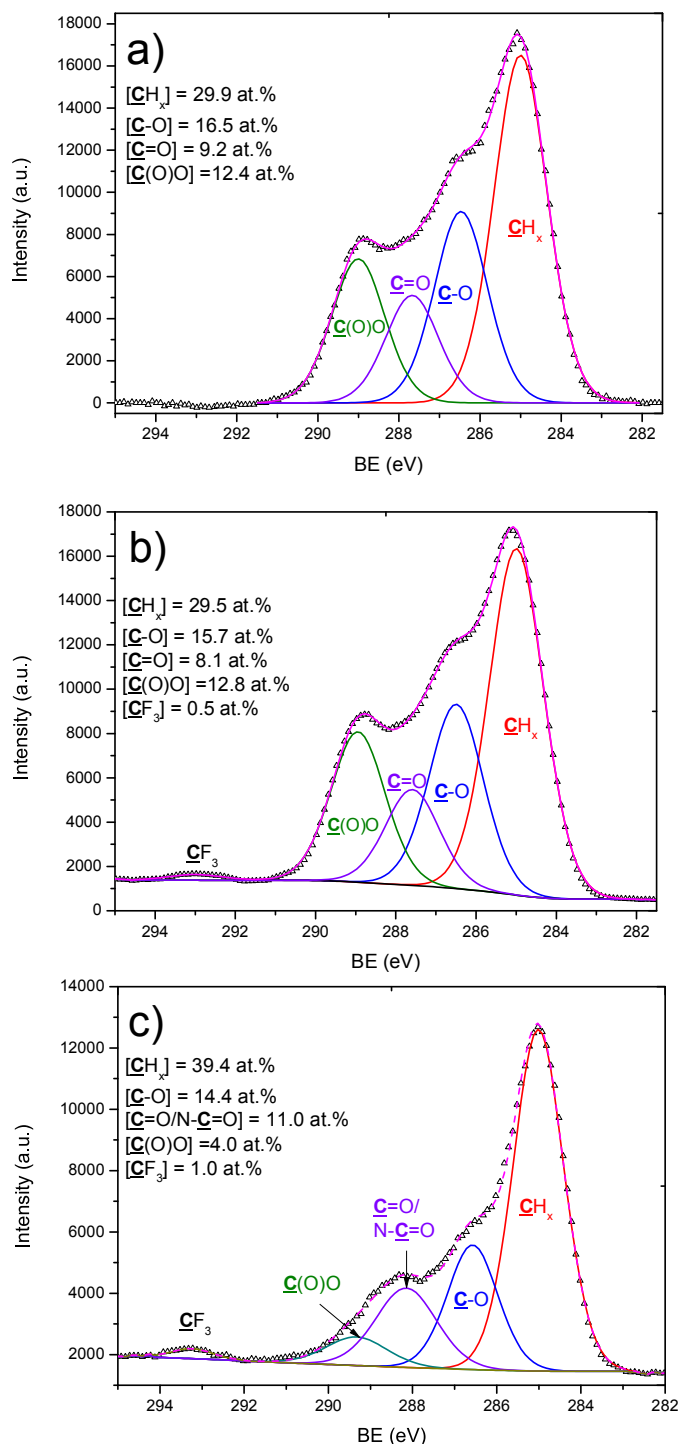 a)
[CHₓ] = 29.9 at.%
[C-O] = 16.5 at.%
[C=O] = 9.2 at.%
[C(O)O] =12.4 at.%
18000
16000
14000
12000
10000
8000
6000
4000
2000
0
Intensity (a.u.)
C(O)O
C=O
C-O
CHₓ
294 292 290 288 286 284 282
BE (eV)
b)
[CHₓ] = 29.5 at.%
[C-O] = 15.7 at.%
[C=O] = 8.1 at.%
[C(O)O] =12.8 at.%
[CF₃] = 0.5 at.%
18000
16000
14000
12000
10000
8000
6000
4000
2000
0
Intensity (a.u.)
CF₃
C(O)O
C=O
C-O
CHₓ
294 292 290 288 286 284 282
BE (eV)
c)
[CHₓ] = 39.4 at.%
[C-O] = 14.4 at.%
[C=O/N-C=O] = 11.0 at.%
[C(O)O] =4.0 at.%
[CF₃] = 1.0 at.%
14000
12000
10000
8000
6000
4000
2000
Intensity (a.u.)
CF₃
C(O)O
C=O/
N-C=O
C-O
CHₓ
294 292 290 288 286 284 282
BE (eV)